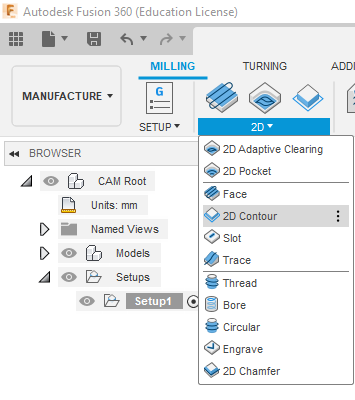 Autodesk Fusion 360 (Education License)
MILLING TURNING
MANUFACTURE
G
SETUP
2D
BROWSER
2D Adaptive Clearing
2D Pocket
Face
2D Contour
Slot
Trace
Thread
Bore
Circular
Engrave
2D Chamfer
CAM Root
Units: mm
Named Views
Models
Setups
Setup1